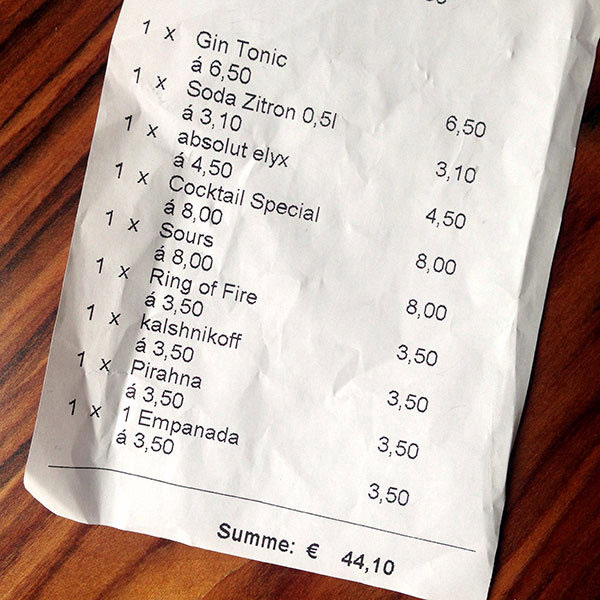 1 x Gin Tonic
á 6,50 6,50
1 x Soda Zitron 0,5l
á 3,10 3,10
1 x absolut elyx
á 4,50 4,50
1 x Cocktail Special
á 8,00 8,00
1 x Sours
á 8,00 8,00
1 x Ring of Fire
á 3,50 3,50
1 x kalshnikoff
á 3,50 3,50
1 x Pirahna
á 3,50 3,50
1 x 1 Empanada
á 3,50 3,50
Summe: € 44,10